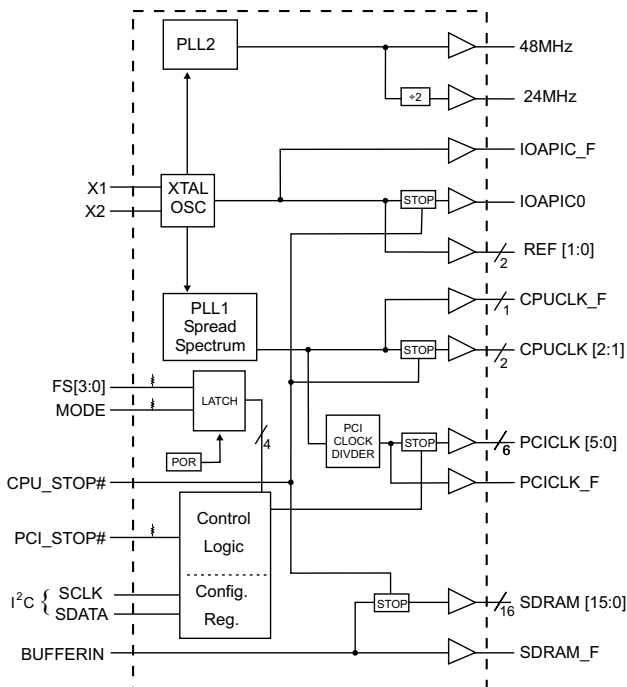 PLL2
48MHz
÷2
24MHz
IOAPIC_F
X1
X2
XTAL
OSC
STOP
IOAPIC0
REF [1:0]
2
PLL1
Spread
Spectrum
CPUCLK_F
1
STOP
CPUCLK [2:1]
2
FS[3:0]
MODE
LATCH
4
POR
PCI
CLOCK
DIVDER
STOP
PCICLK [5:0]
6
PCICLK_F
CPU_STOP#
PCI_STOP#
Control
Logic
Config.
Reg.
I²C { SCLK
SDATA
STOP
SDRAM [15:0]
16
BUFFERIN
SDRAM_F